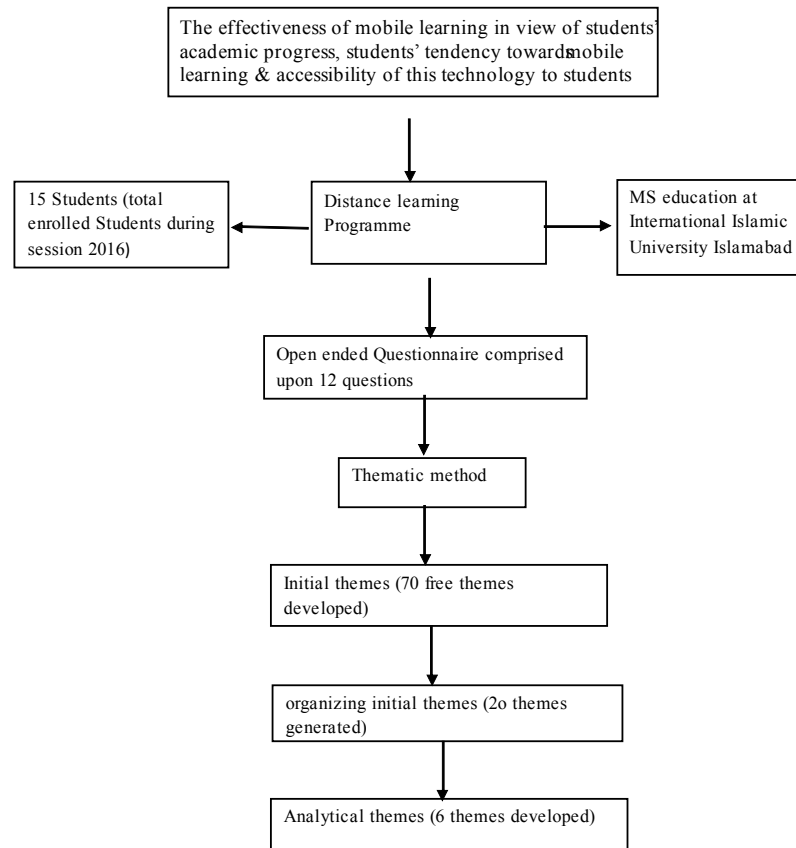 The effectiveness of mobile learning in view of students'
academic progress, students' tendency towards mobile
learning & accessibility of this technology to students
15 Students (total
enrolled Students during
session 2016)
Distance learning
Programme
MS education at
International Islamic
University Islamabad
Open ended Questionnaire comprised
upon 12 questions
Thematic method
Initial themes (70 free themes
developed)
organizing initial themes (2o themes
generated)
Analytical themes (6 themes developed)